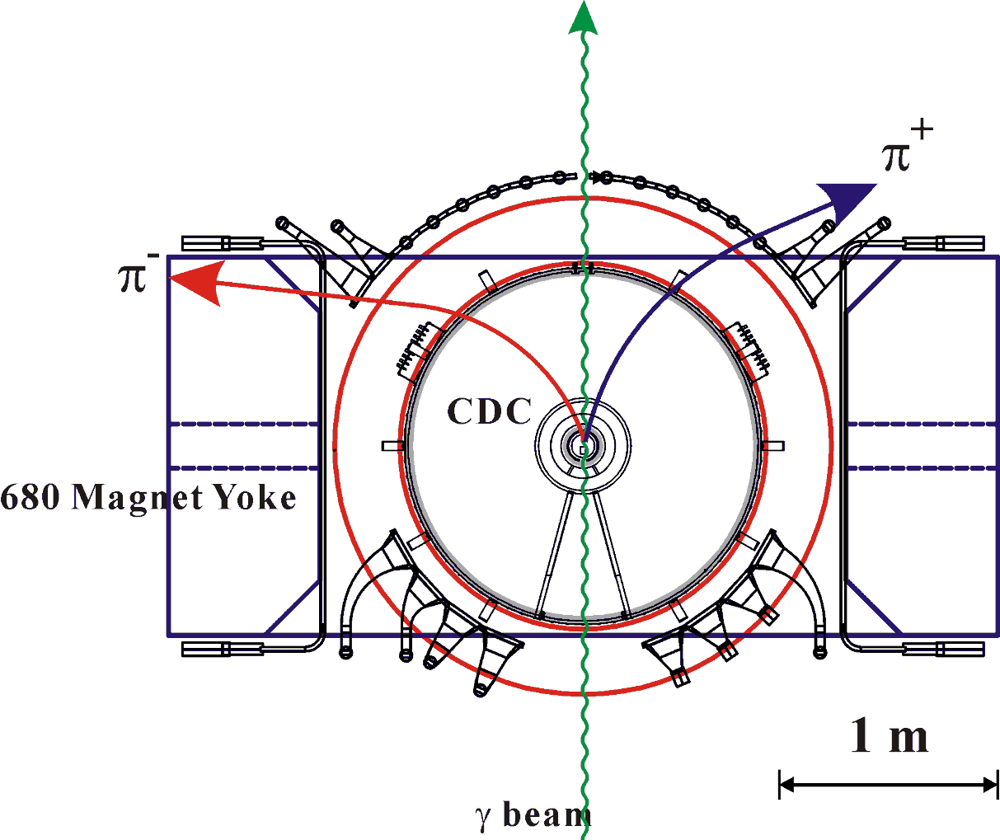 π+
π-
CDC
680 Magnet Yoke
1 m
γ beam